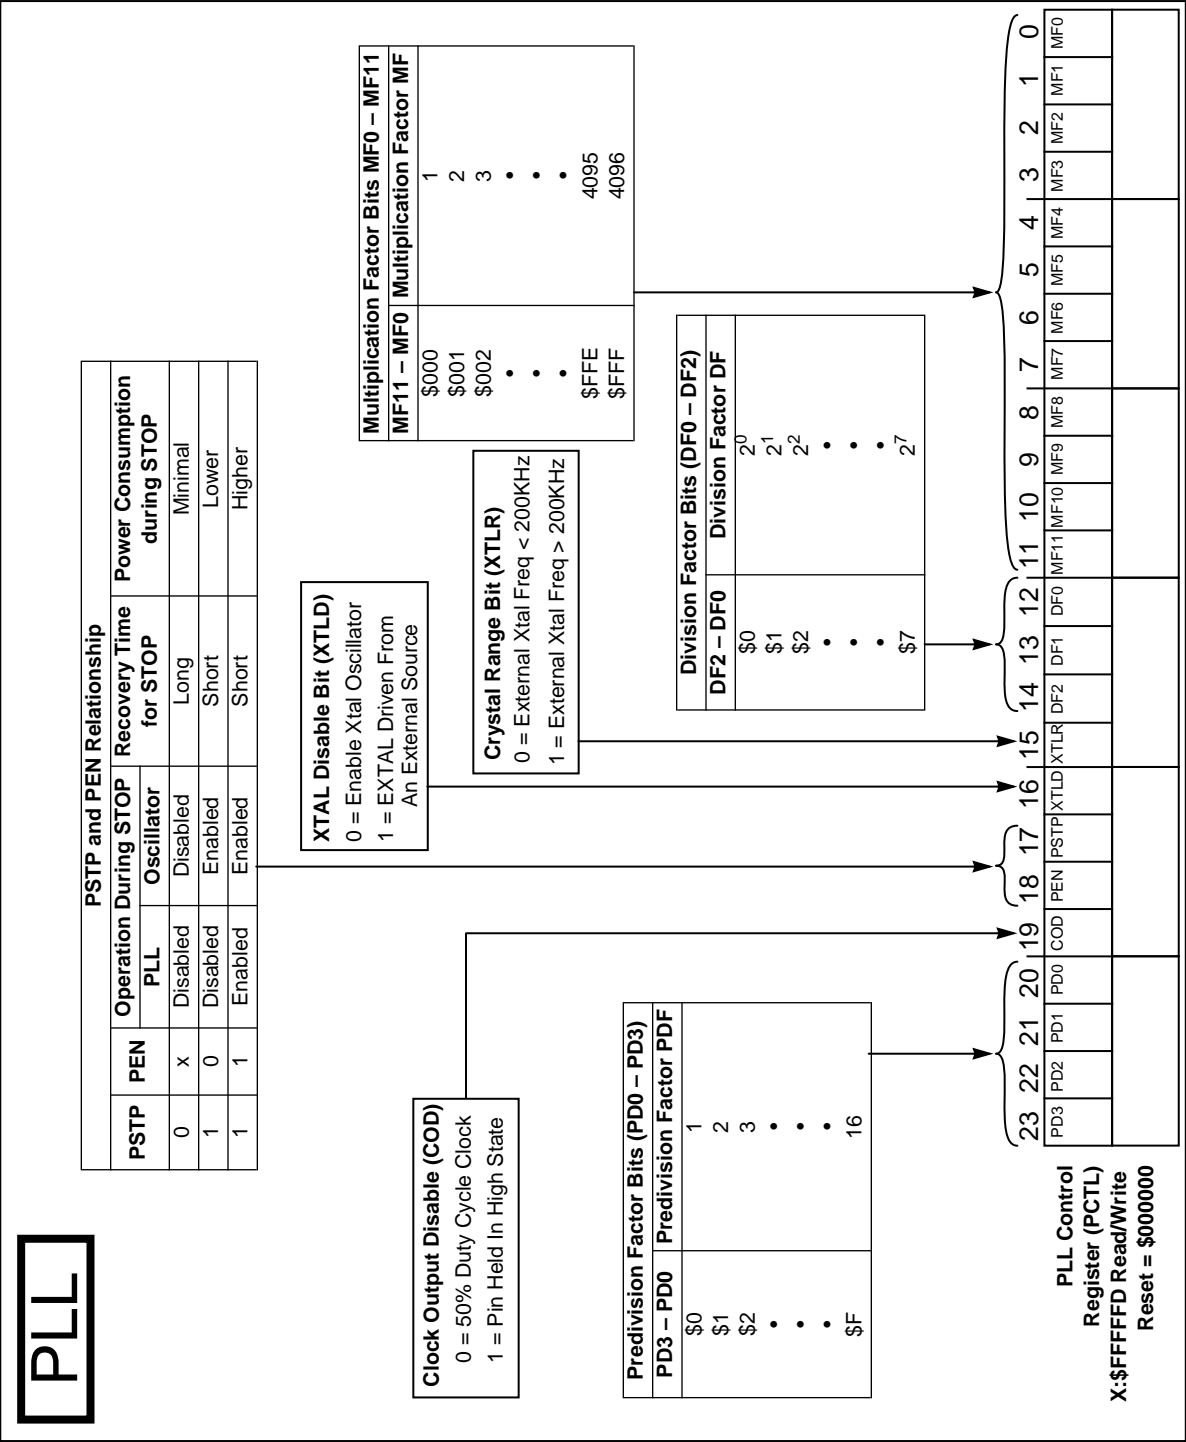 PLL
PSTP and PEN Relationship
PSTP PEN Operation During STOP Recovery Time for STOP Power Consumption during STOP
PLL Oscillator
0 x Disabled Disabled Long Minimal
1 0 Disabled Enabled Short Lower
1 1 Enabled Enabled Short Higher
XTAL Disable Bit (XTLD)
0 = Enable Xtal Oscillator
1 = EXTAL Driven From
An External Source
Multiplication Factor Bits MF0 – MF11
MF11 – MF0 Multiplication Factor MF
$000 1
$001 2
$002 3
• •
• •
• •
$FFE 4095
$FFF 4096
Clock Output Disable (COD)
0 = 50% Duty Cycle Clock
1 = Pin Held In High State
Crystal Range Bit (XTLR)
0 = External Xtal Freq < 200KHz
1 = External Xtal Freq > 200KHz
Predivision Factor Bits (PD0 – PD3)
PD3 – PD0 Predivision Factor PDF
$0 1
$1 2
$2 3
• •
• •
• •
$F 16
Division Factor Bits (DF0 – DF2)
DF2 – DF0 Division Factor DF
$0 2⁰
$1 2¹
$2 2²
• •
• •
• •
$7 2⁷
23 22 21 20 19 18 17 16 15 14 13 12 11 10 9 8 7 6 5 4 3 2 1 0
PD3 PD2 PD1 PD0 COD PEN PSTP XTLD XTLR DF2 DF1 DF0 MF11 MF10 MF9 MF8 MF7 MF6 MF5 MF4 MF3 MF2 MF1 MF0
PLL Control
Register (PCTL)
X:$FFFFFD Read/Write
Reset = $000000